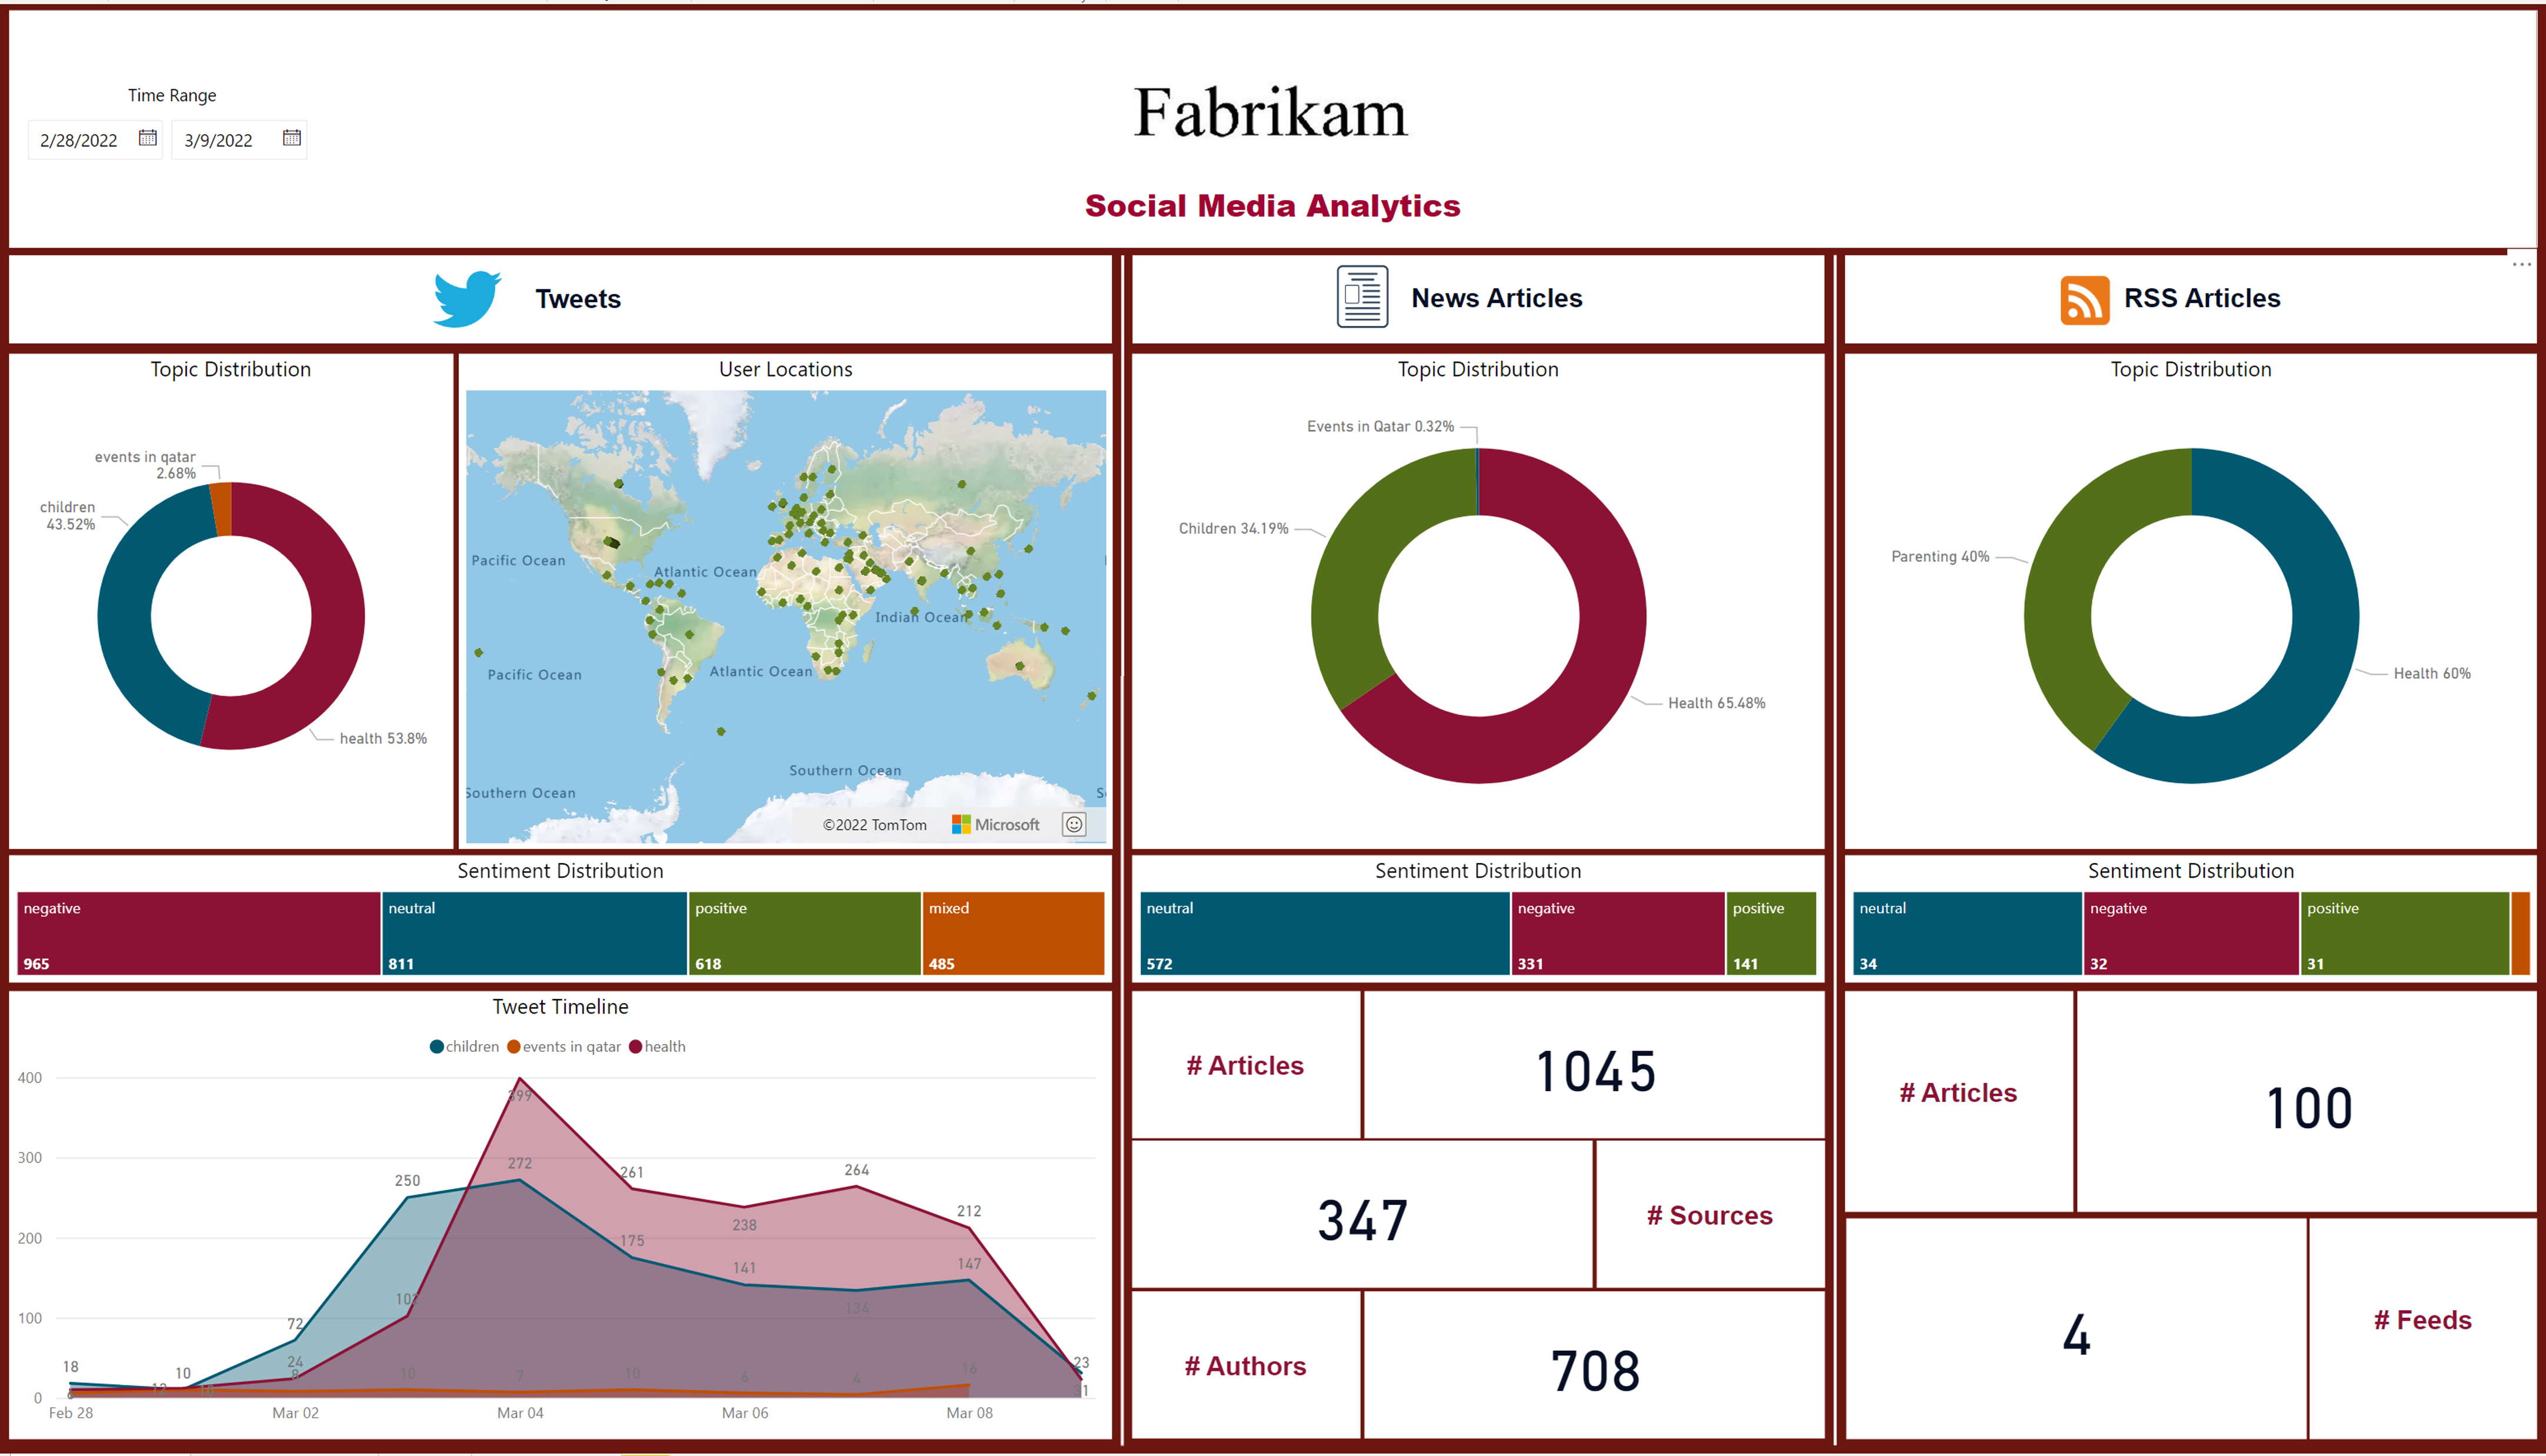 Time Range
2/28/2022 3/9/2022
Fabrikam
Social Media Analytics
Tweets
Topic Distribution
events in qatar
2.68%
children
43.52%
health 53.8%
User Locations
Pacific Ocean
Atlantic Ocean
Indian Ocean
Pacific Ocean
Atlantic Ocean
Southern Ocean
Southern Ocean
©2022 TomTom Microsoft
Sentiment Distribution
negative neutral positive mixed
965 811 618 485
Tweet Timeline
children events in qatar health
400
300
200
100
0
399
272
250
261
264
238
212
175
141
147
134
72
24
8
18
10
12
10
7
10
6
4
16
23
Feb 28 Mar 02 Mar 04 Mar 06 Mar 08
News Articles
Topic Distribution
Events in Qatar 0.32%
Children 34.19%
Health 65.48%
Sentiment Distribution
neutral negative positive
572 331 141
# Articles 1045
347 # Sources
# Authors 708
RSS Articles
Topic Distribution
Parenting 40%
Health 60%
Sentiment Distribution
neutral negative positive
34 32 31
# Articles 100
4 # Feeds